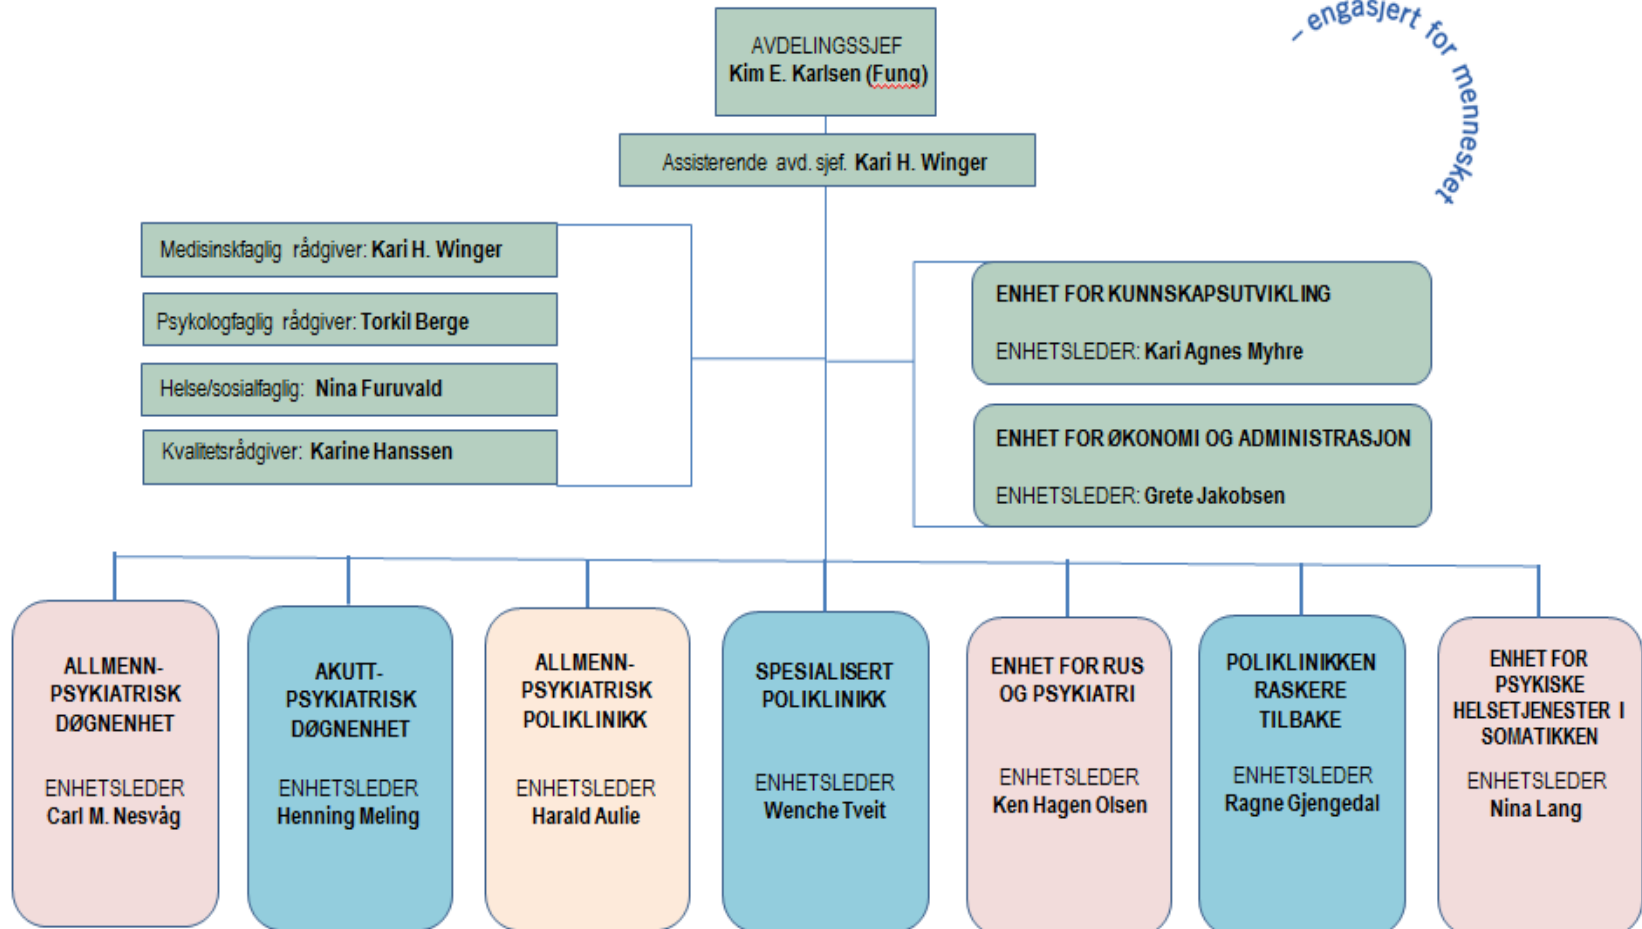 – engasjert for mennesket
AVDELINGSSJEF
Kim E. Karlsen (Fung)
Assisterende avd. sjef. Kari H. Winger
Medisinskfaglig rådgiver: Kari H. Winger
Psykologfaglig rådgiver: Torkil Berge
Helse/sosialfaglig: Nina Furuvald
Kvalitetsrådgiver: Karine Hanssen
ENHET FOR KUNNSKAPSUTVIKLING
ENHETSLEDER: Kari Agnes Myhre
ENHET FOR ØKONOMI OG ADMINISTRASJON
ENHETSLEDER: Grete Jakobsen
ALLMENN-
PSYKIATRISK
DØGNENHET
ENHETSLEDER
Carl M. Nesvåg
AKUTT-
PSYKIATRISK
DØGNENHET
ENHETSLEDER
Henning Meling
ALLMENN-
PSYKIATRISK
POLIKLINIKK
ENHETSLEDER
Harald Aulie
SPESIALISERT
POLIKLINIKK
ENHETSLEDER
Wenche Tveit
ENHET FOR RUS
OG PSYKIATRI
ENHETSLEDER
Ken Hagen Olsen
POLIKLINIKKEN
RASKERE
TILBAKE
ENHETSLEDER
Ragne Gjengedal
ENHET FOR
PSYKISKE
HELSETJENESTER I
SOMATIKKEN
ENHETSLEDER
Nina Lang